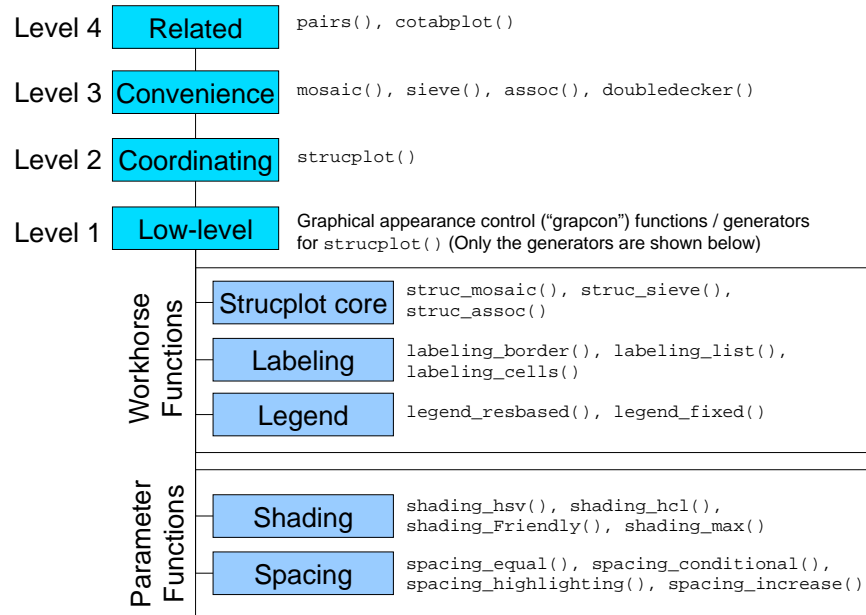 Level 4 Related pairs(), cotabplot()
Level 3 Convenience mosaic(), sieve(), assoc(), doubledecker()
Level 2 Coordinating strucplot()
Level 1 Low-level Graphical appearance control (“grapcon”) functions / generators
for strucplot() (Only the generators are shown below)
Workhorse
Functions
Strucplot core struc_mosaic(), struc_sieve(),
struc_assoc()
Labeling labeling_border(), labeling_list(),
labeling_cells()
Legend legend_resbased(), legend_fixed()
Parameter
Functions
Shading shading_hsv(), shading_hcl(),
shading_Friendly(), shading_max()
Spacing spacing_equal(), spacing_conditional(),
spacing_highlighting(), spacing_increase()